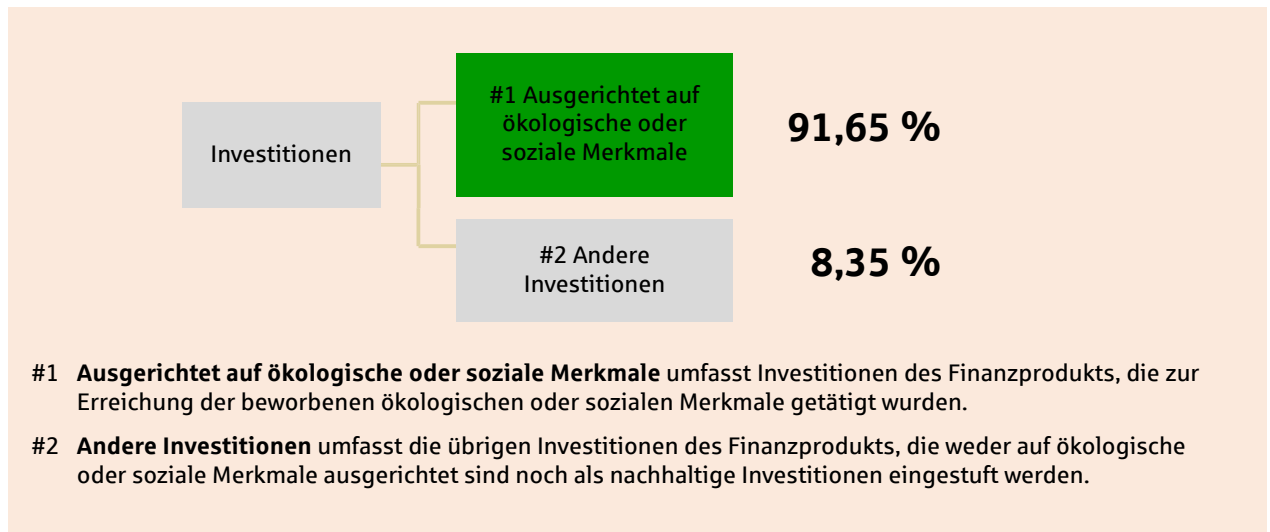 #1 Ausgerichtet auf
ökologische oder
soziale Merkmale
91,65 %
Investitionen
#2 Andere
Investitionen
8,35 %
#1 Ausgerichtet auf ökologische oder soziale Merkmale umfasst Investitionen des Finanzprodukts, die zur
Erreichung der beworbenen ökologischen oder sozialen Merkmale getätigt wurden.
#2 Andere Investitionen umfasst die übrigen Investitionen des Finanzprodukts, die weder auf ökologische
oder soziale Merkmale ausgerichtet sind noch als nachhaltige Investitionen eingestuft werden.